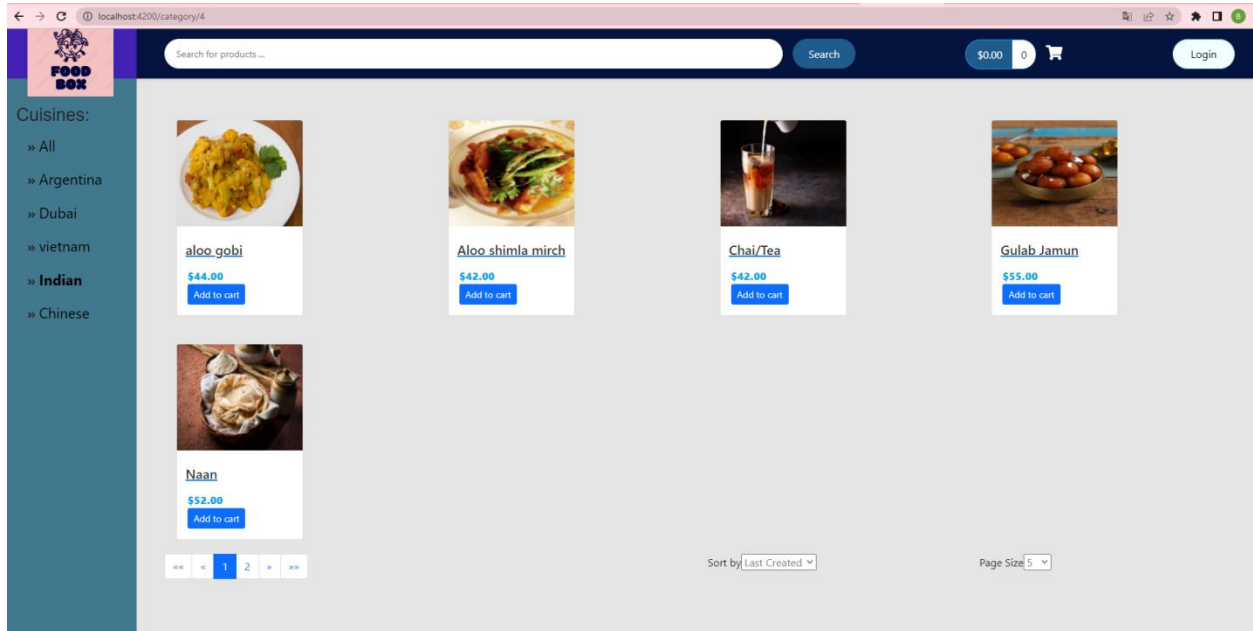 localhost:4200/category/4
B
FOOD
BOX
Search for products ...
Search
$0.00 0
Login
Cuisines:
» All
» Argentina
» Dubai
» vietnam
» Indian
» Chinese
aloo gobi
$44.00
Add to cart
Aloo shimla mirch
$42.00
Add to cart
Chai/Tea
$42.00
Add to cart
Gulab Jamun
$55.00
Add to cart
Naan
$52.00
Add to cart
«« « 1 2 » »»
Sort by Last Created
Page Size 5